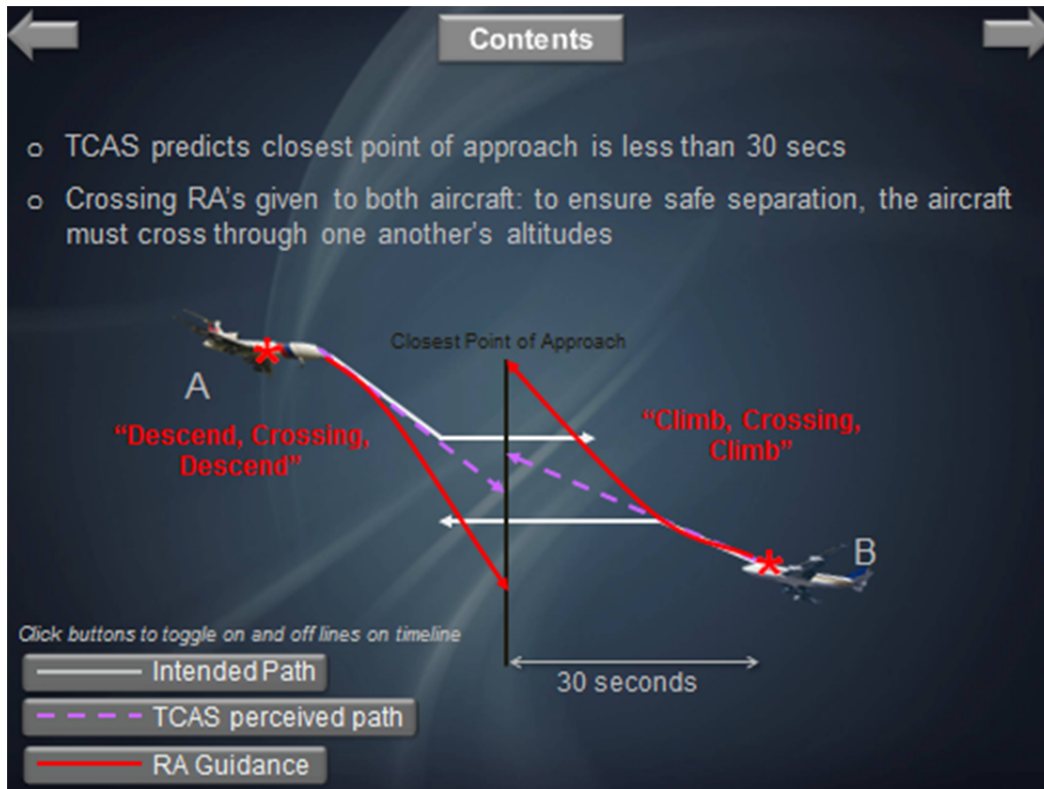 Contents
o TCAS predicts closest point of approach is less than 30 secs
o Crossing RA's given to both aircraft: to ensure safe separation, the aircraft
must cross through one another's altitudes
Closest Point of Approach
A
"Descend, Crossing,
Descend"
"Climb, Crossing,
Climb"
B
Click buttons to toggle on and off lines on timeline
Intended Path
30 seconds
TCAS perceived path
RA Guidance